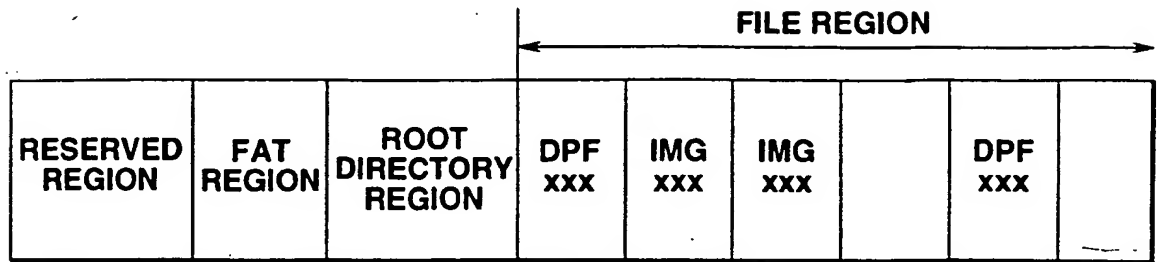 FILE REGION
RESERVED
REGION
FAT
REGION
ROOT
DIRECTORY
REGION
DPF
xxx
IMG
xxx
IMG
xxx
DPF
xxx